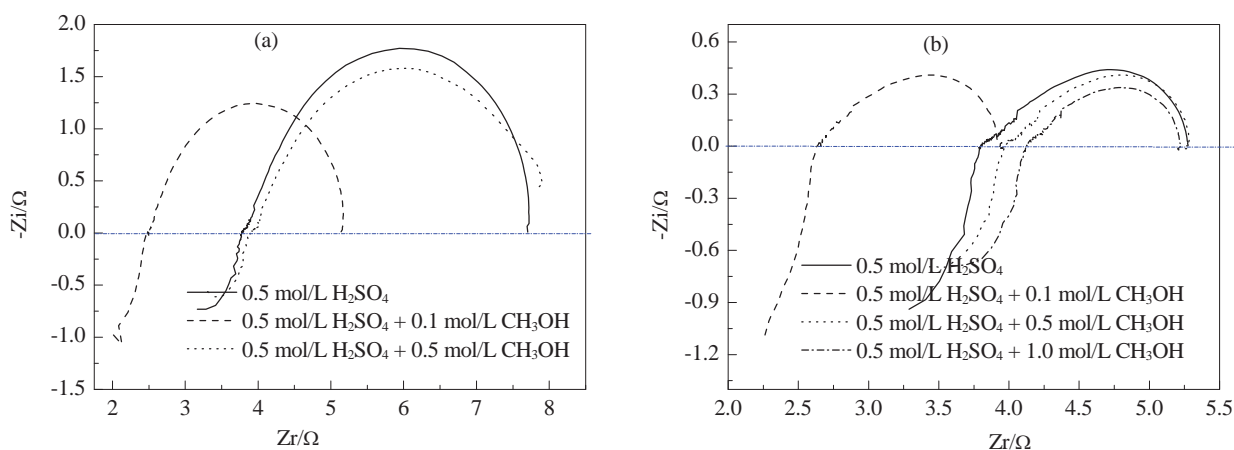 (a)
2.0
1.5
1.0
0.5
0.0
-0.5
-1.0
-1.5
-Zi/Ω
0.5 mol/L H₂SO₄
0.5 mol/L H₂SO₄ + 0.1 mol/L CH₃OH
0.5 mol/L H₂SO₄ + 0.5 mol/L CH₃OH
2 3 4 5 6 7 8
Zr/Ω
(b)
0.6
0.3
0.0
-0.3
-0.6
-0.9
-1.2
-Zi/Ω
0.5 mol/L H₂SO₄
0.5 mol/L H₂SO₄ + 0.1 mol/L CH₃OH
0.5 mol/L H₂SO₄ + 0.5 mol/L CH₃OH
0.5 mol/L H₂SO₄ + 1.0 mol/L CH₃OH
2.0 2.5 3.0 3.5 4.0 4.5 5.0 5.5
Zr/Ω